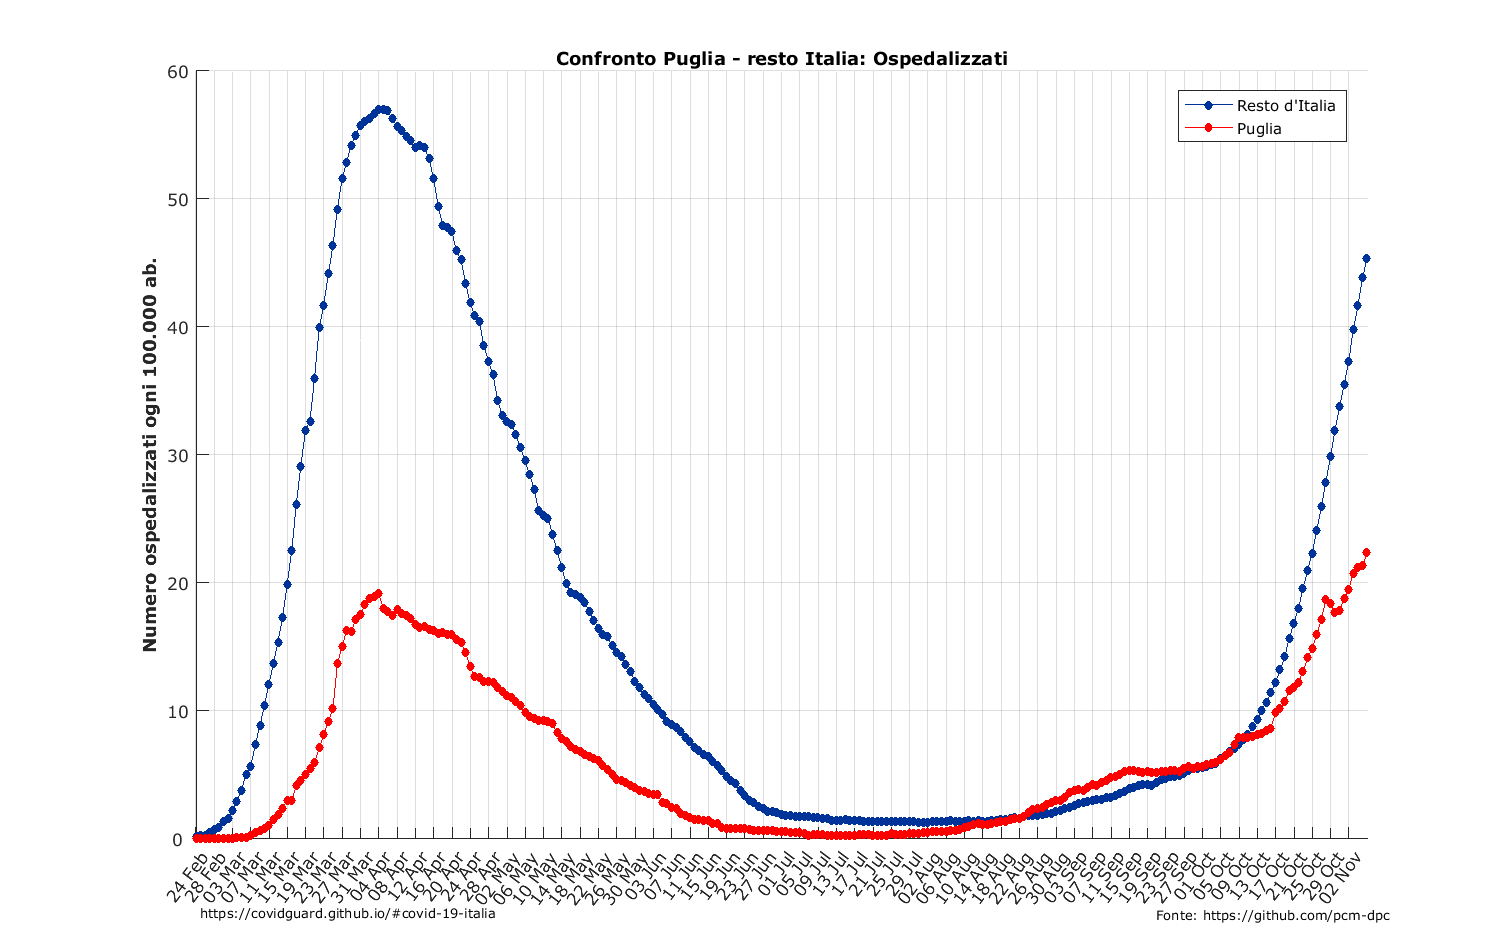 Confronto Puglia - resto Italia: Ospedalizzati
Resto d'Italia
Puglia
Numero ospedalizzati ogni 100.000 ab.
60
50
40
30
20
10
0
24 Feb
28 Feb
03 Mar
07 Mar
11 Mar
15 Mar
19 Mar
23 Mar
27 Mar
31 Mar
04 Apr
08 Apr
12 Apr
16 Apr
20 Apr
24 Apr
28 Apr
02 May
06 May
10 May
14 May
18 May
22 May
26 May
30 May
03 Jun
07 Jun
11 Jun
15 Jun
19 Jun
23 Jun
27 Jun
01 Jul
05 Jul
09 Jul
13 Jul
17 Jul
21 Jul
25 Jul
29 Jul
02 Aug
06 Aug
10 Aug
14 Aug
18 Aug
22 Aug
26 Aug
30 Aug
03 Sep
07 Sep
11 Sep
15 Sep
19 Sep
23 Sep
27 Sep
01 Oct
05 Oct
09 Oct
13 Oct
17 Oct
21 Oct
25 Oct
29 Oct
02 Nov
https://covidguard.github.io/#covid-19-italia
Fonte: https://github.com/pcm-dpc